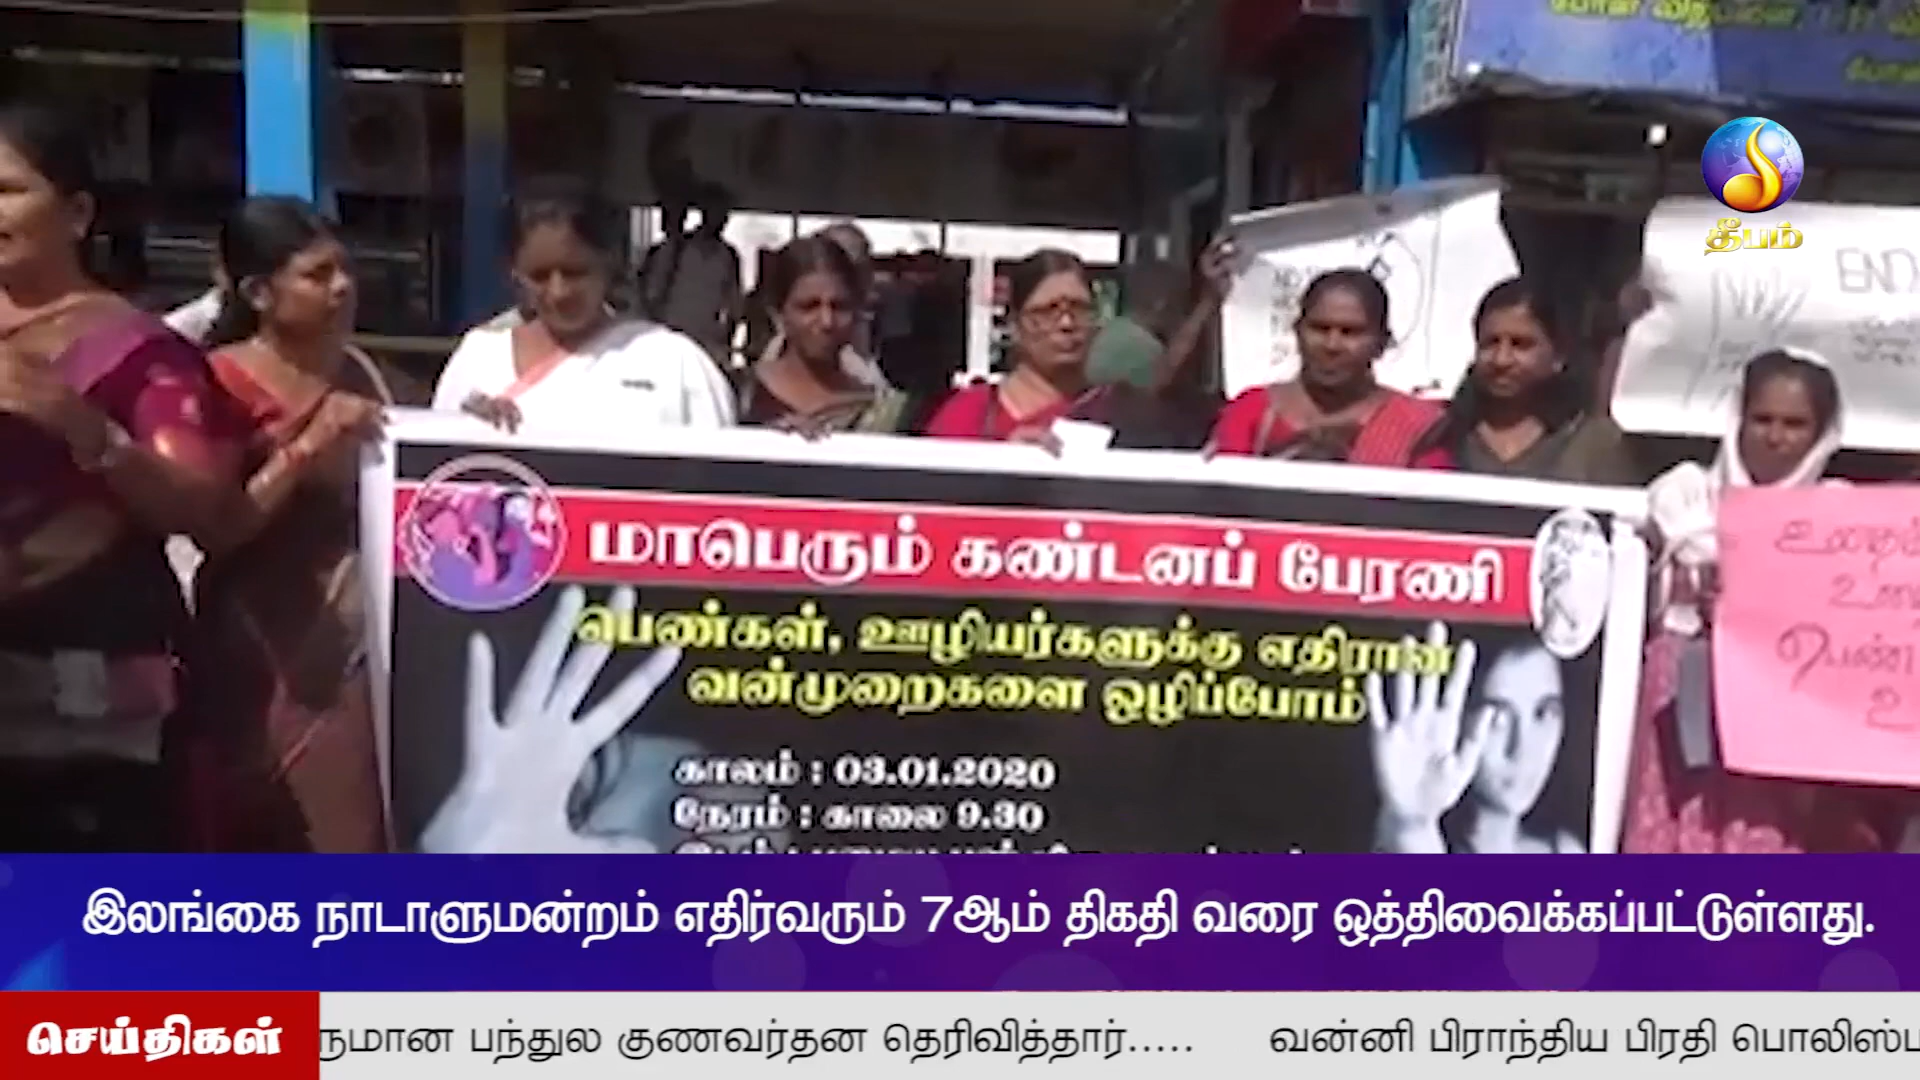 தீபம்
END
மாபெரும் கண்டனப் பேரணி
பெண்கள், ஊழியர்களுக்கு எதிரான
வன்முறைகளை ஒழிப்போம்
காலம் : 03.01.2020
நேரம் : காலை 9.30
பெண்
உ
இலங்கை நாடாளுமன்றம் எதிர்வரும் 7ஆம் திகதி வரை ஒத்திவைக்கப்பட்டுள்ளது.
செய்திகள் ருமான பந்துல குணவர்தன தெரிவித்தார்..... வன்னி பிராந்திய பிரதி பொலிஸ்